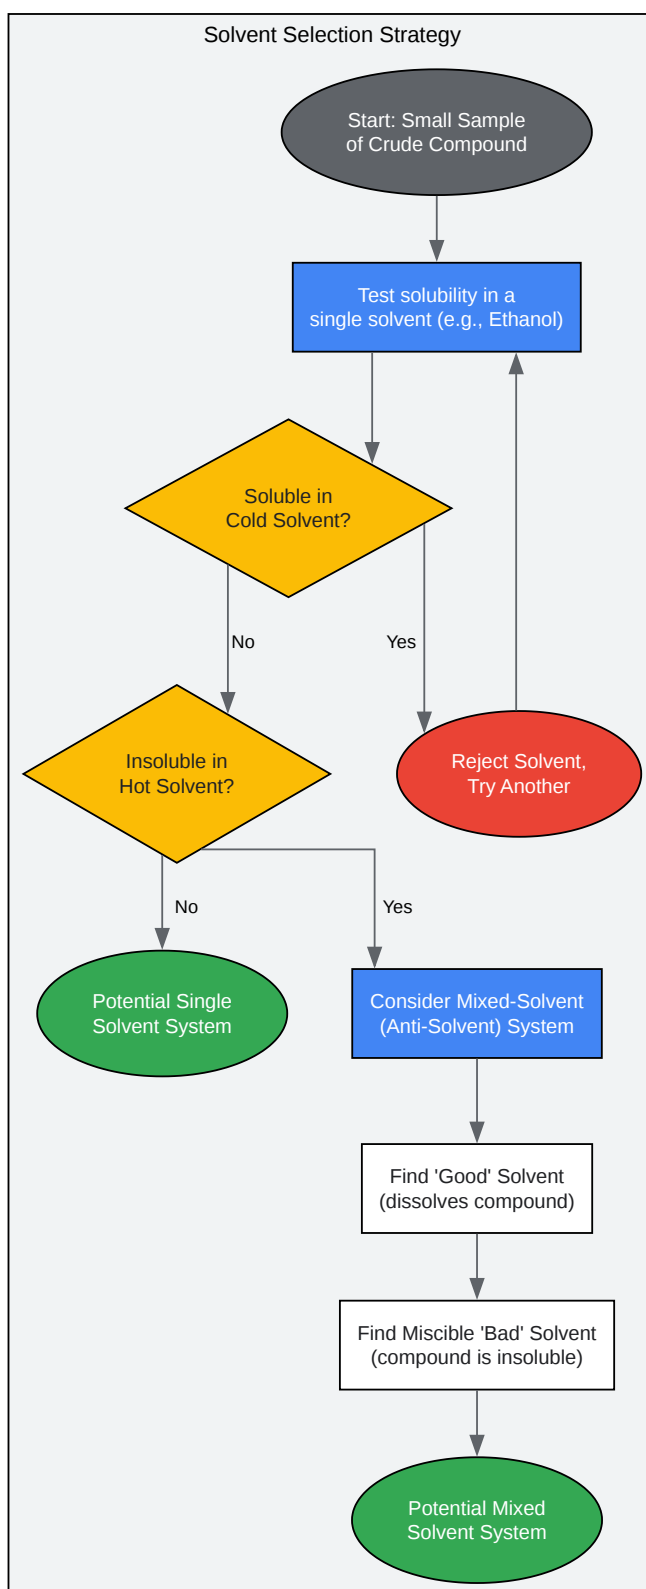 Solvent Selection Strategy
Start: Small Sample
of Crude Compound
Test solubility in a
single solvent (e.g., Ethanol)
Soluble in
Cold Solvent?
No
Yes
Insoluble in
Hot Solvent?
Reject Solvent,
Try Another
No
Yes
Potential Single
Solvent System
Consider Mixed-Solvent
(Anti-Solvent) System
Find 'Good' Solvent
(dissolves compound)
Find Miscible 'Bad' Solvent
(compound is insoluble)
Potential Mixed
Solvent System